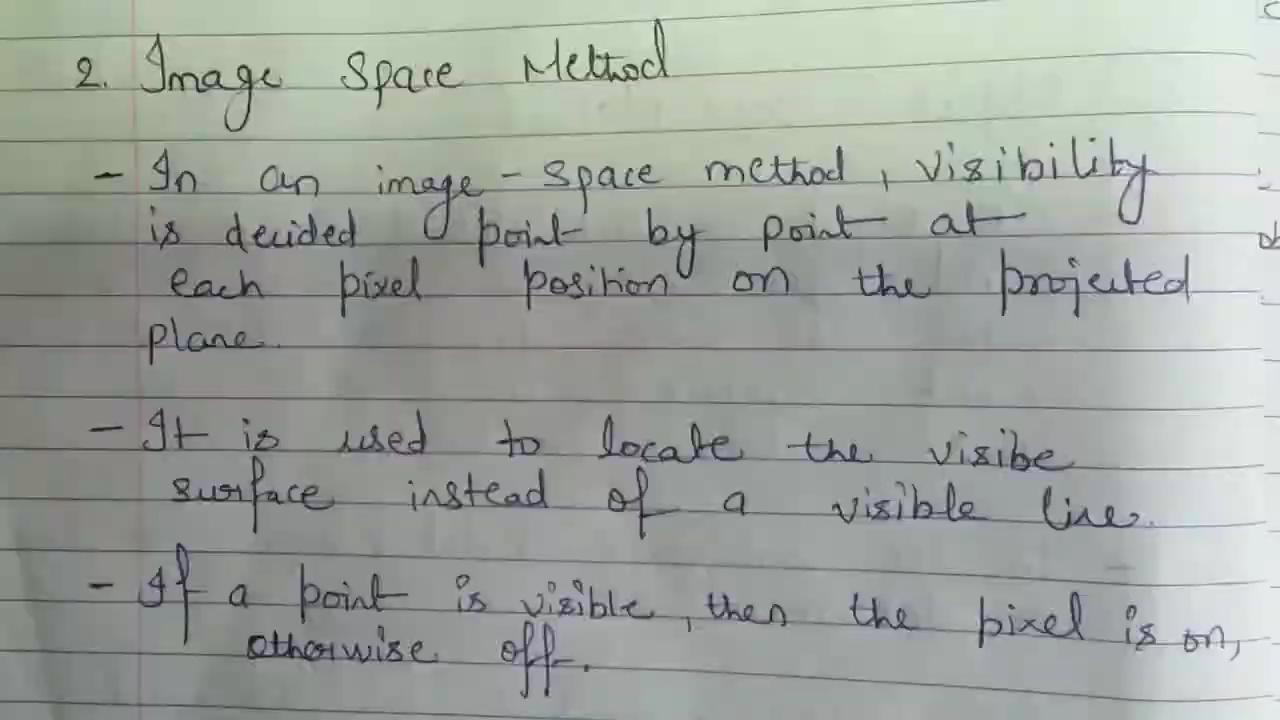 2. Image Space Method
- In an image-space method, visibility
is decided point by point at
each pixel position on the projected
plane.
- It is used to locate the visibe
surface instead of a visible line.
- If a point is visible, then the pixel is on,
otherwise off.